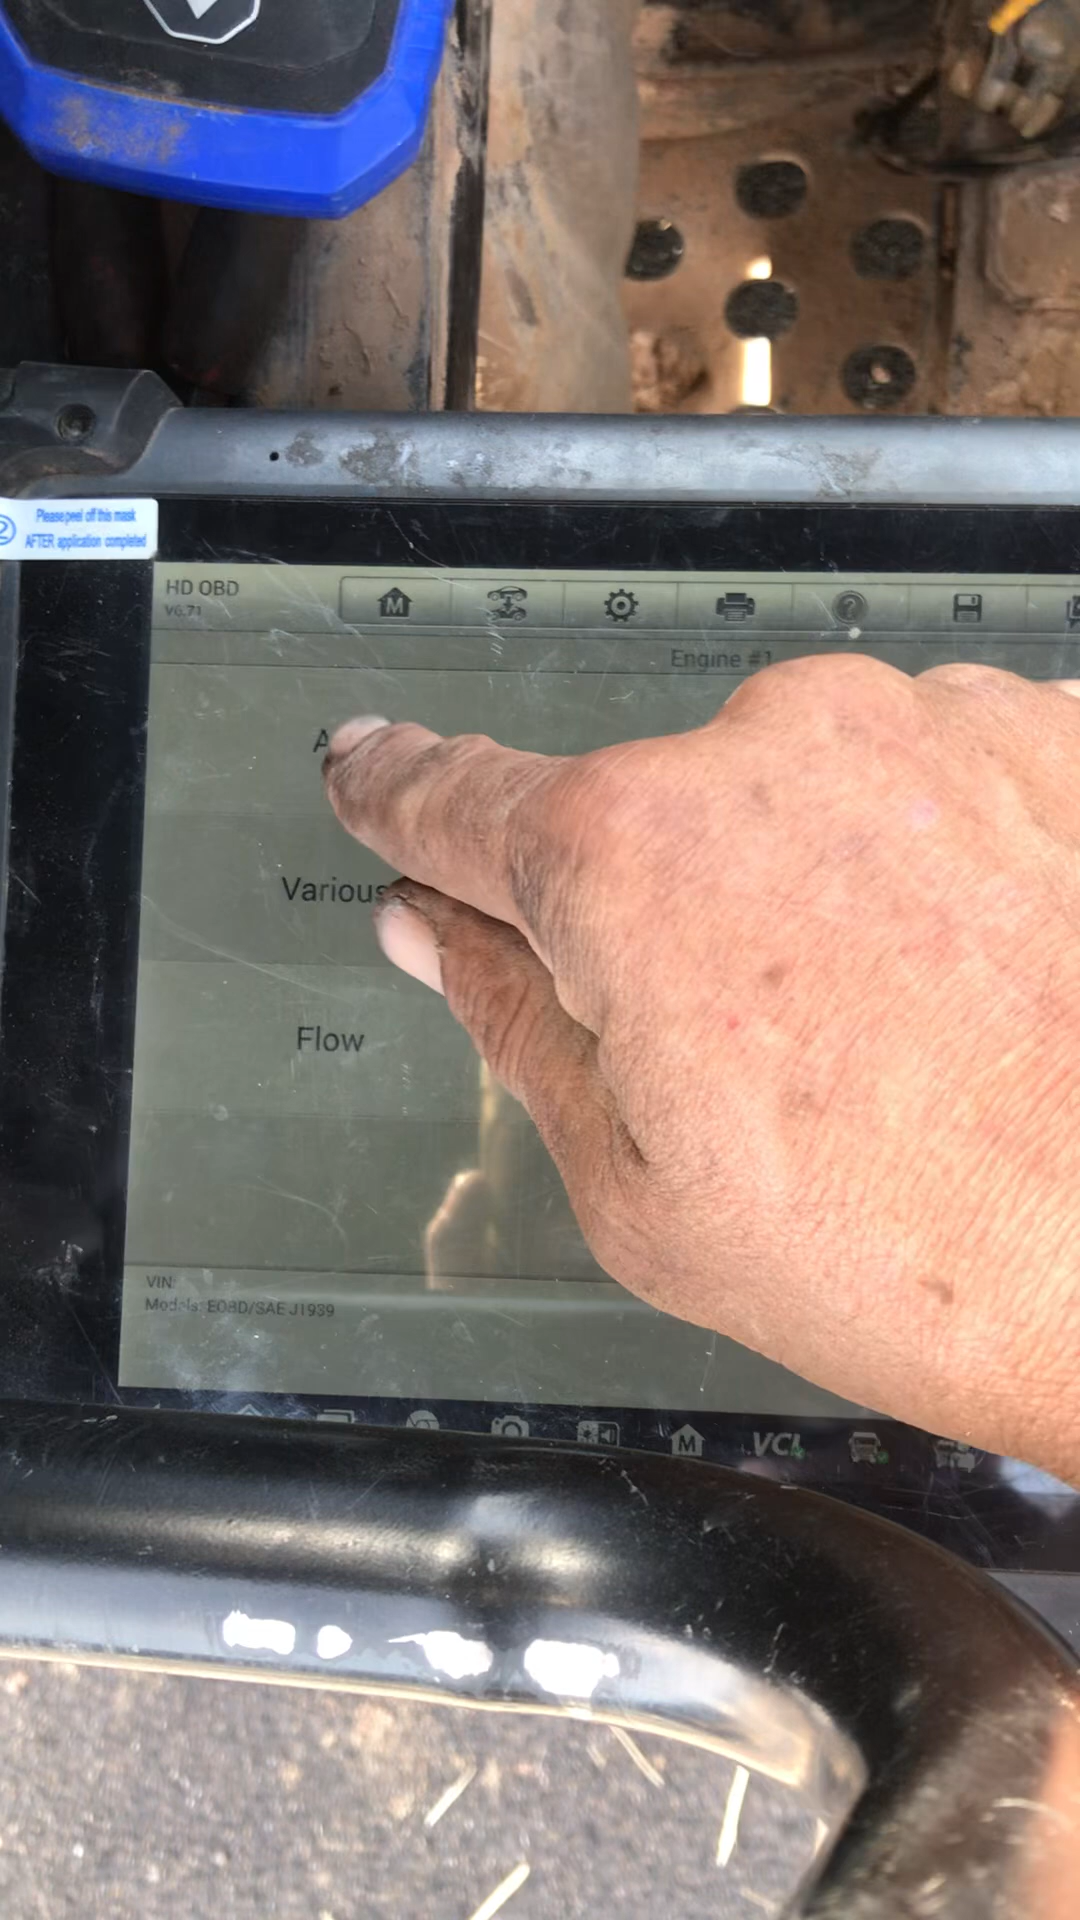 2 Please peel off this mask
AFTER application completed
HD OBD
V6.71
M
?
Engine #1
A
Various
Flow
VIN:
Models: EOBD/SAE J1939
M
VCI